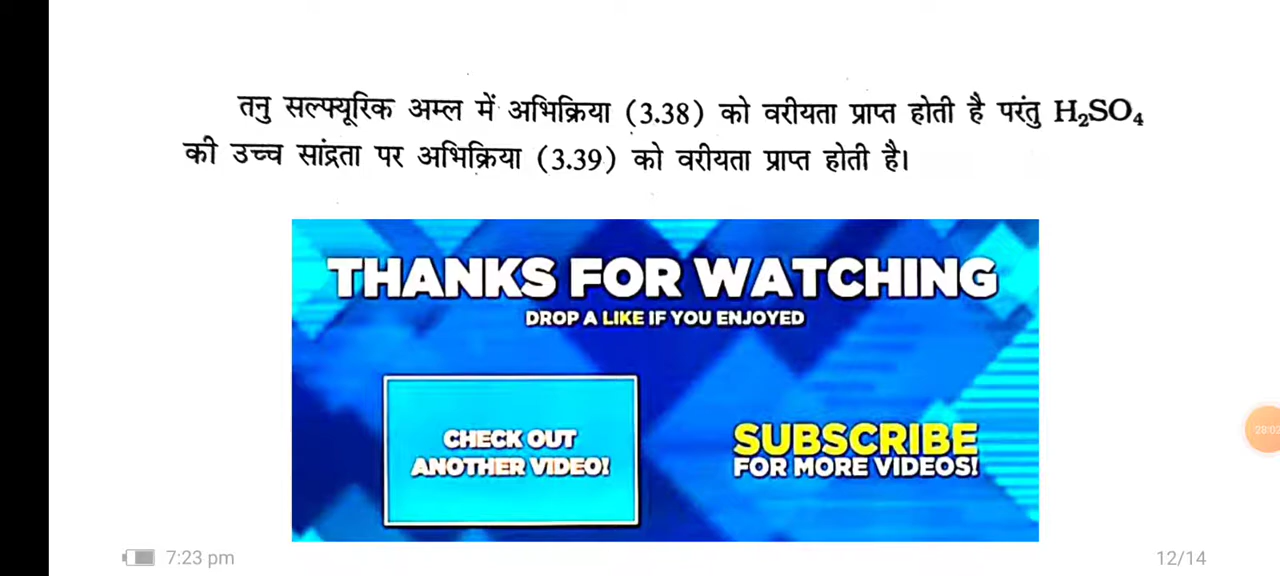 तनु सल्फ्यूरिक अम्ल में अभिक्रिया (3.38) को वरीयता प्राप्त होती है परंतु H₂SO₄
की उच्च सांद्रता पर अभिक्रिया (3.39) को वरीयता प्राप्त होती है।
THANKS FOR WATCHING
DROP A LIKE IF YOU ENJOYED
CHECK OUT
ANOTHER VIDEO!
SUBSCRIBE
FOR MORE VIDEOS!
28:02
7:23 pm
12/14